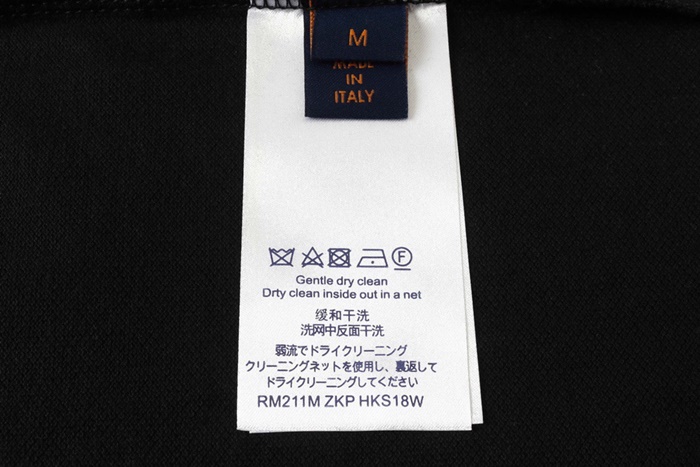 M
MADE
IN
ITALY
F
Gentle dry clean
Drty clean inside out in a net
缓和干洗
洗网中反面干洗
弱流でドライクリーニング
クリーニングネットを使用し、裏返して
ドライクリーニングしてください
RM211M ZKP HKS18W